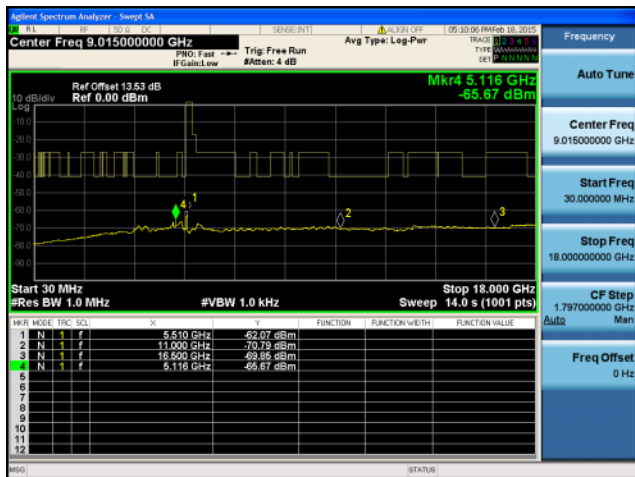 Agilent Spectrum Analyzer - Swept SA
RL RF 50 Ω DC SENSE:INT ALIGN OFF 05:10:06 PM Feb 18, 2015
Center Freq 9.015000000 GHz
PNO: Fast
IFGain:Low
Trig: Free Run
#Atten: 4 dB
Avg Type: Log-Pwr
TRACE 1 2 3 4 5 6
TYPE
DET P N N N N N
Ref Offset 13.53 dB
10 dB/div Ref 0.00 dBm
Log
Mkr4 5.116 GHz
-65.67 dBm
-10.0
-20.0
-30.0
-40.0
-50.0
-60.0
-70.0
-80.0
-90.0
4 1
2
3
Start 30 MHz
Stop 18.000 GHz
#Res BW 1.0 MHz #VBW 1.0 kHz Sweep 14.0 s (1001 pts)
MKR MODE TRC SCL X Y FUNCTION FUNCTION WIDTH FUNCTION VALUE
1 N 1 f 5.510 GHz -62.07 dBm
2 N 1 f 11.000 GHz -70.79 dBm
3 N 1 f 16.500 GHz -69.85 dBm
4 N 1 f 5.116 GHz -65.67 dBm
5
6
7
8
9
10
11
12
MSG STATUS
Frequency
Auto Tune
Center Freq
9.015000000 GHz
Start Freq
30.000000 MHz
Stop Freq
18.000000000 GHz
CF Step
1.797000000 GHz
Auto Man
Freq Offset
0 Hz